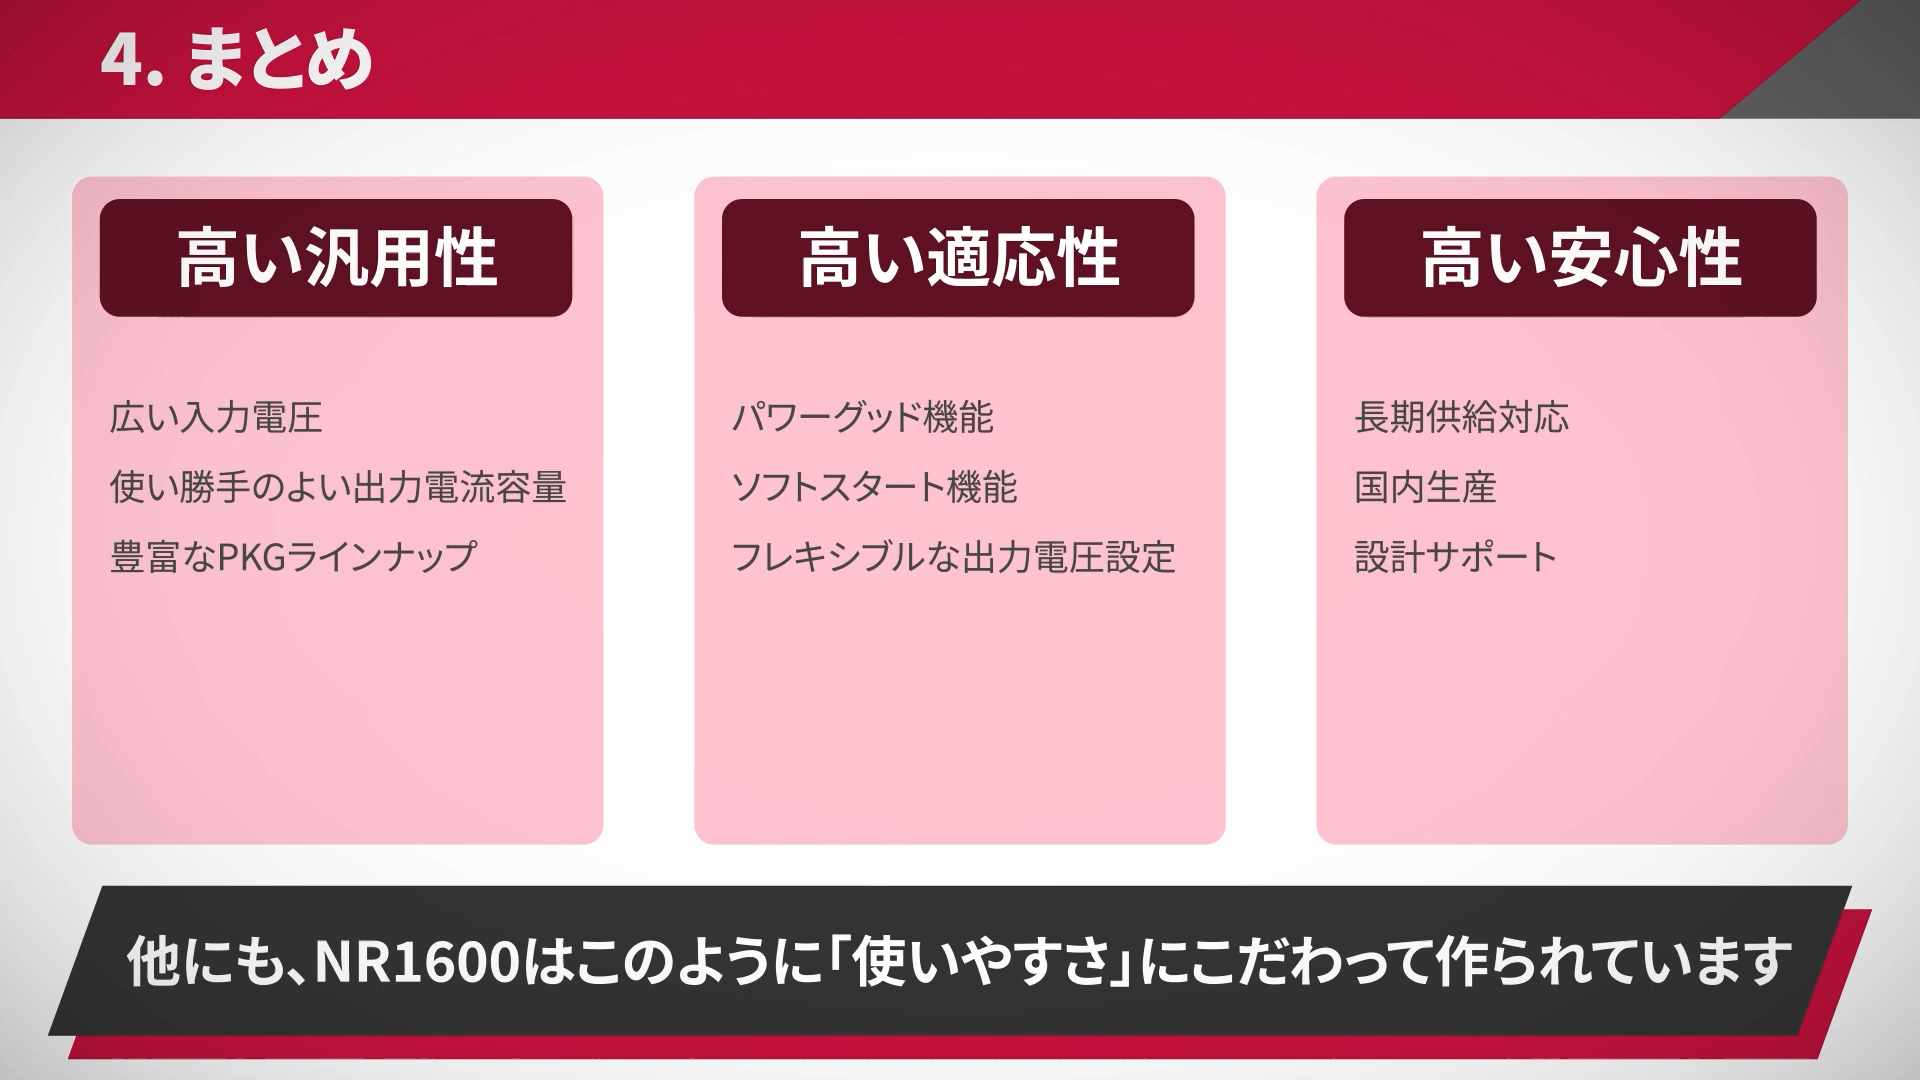 4. まとめ
高い汎用性
広い入力電圧
使い勝手のよい出力電流容量
豊富なPKGラインナップ
高い適応性
パワーグッド機能
ソフトスタート機能
フレキシブルな出力電圧設定
高い安心性
長期供給対応
国内生産
設計サポート
他にも、NR1600はこのように「使いやすさ」にこだわって作られています